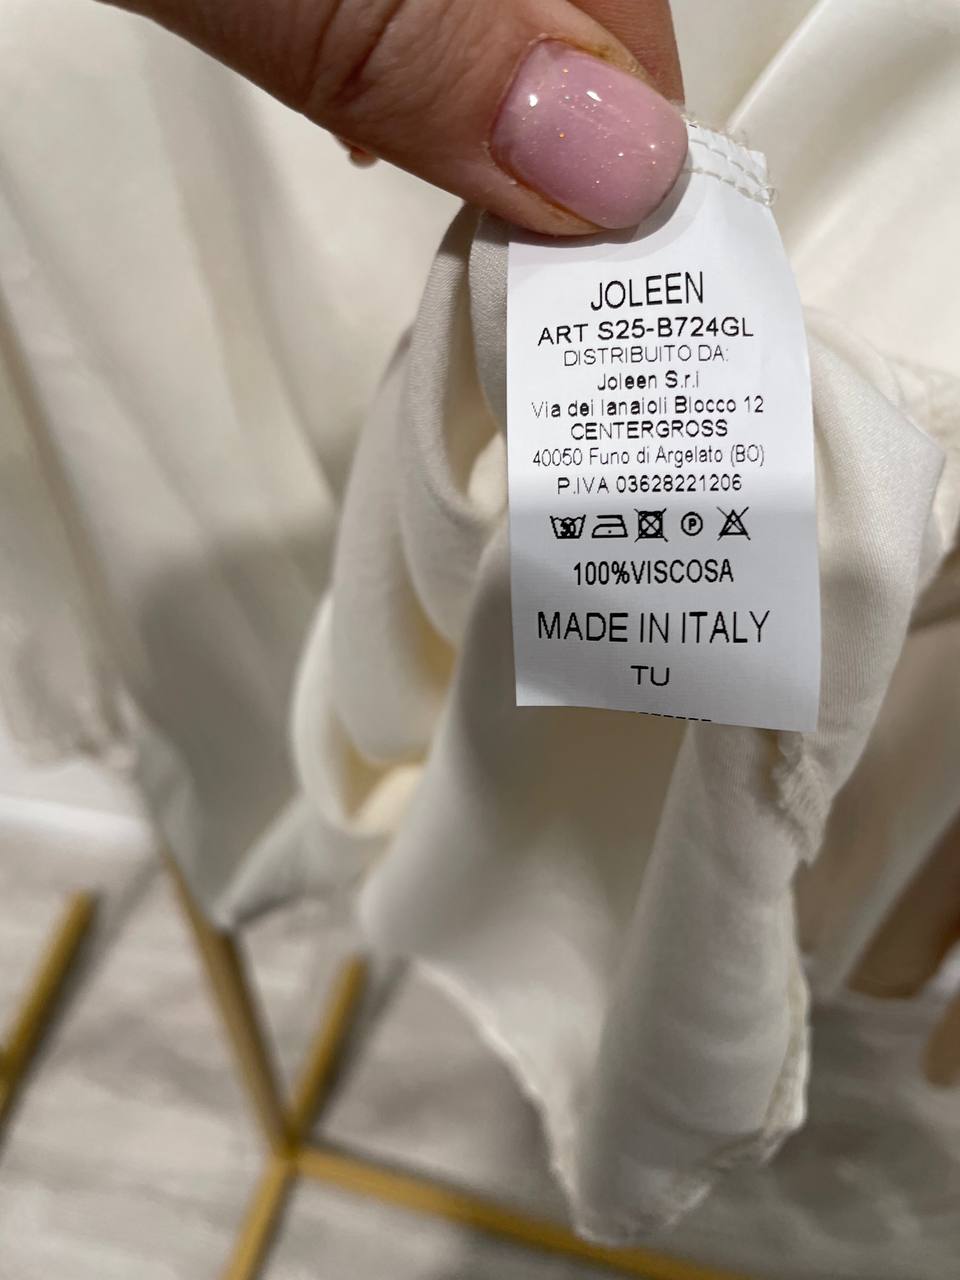 JOLEEN
ART S25-B724GL
DISTRIBUITO DA:
Joleen S.r.l
Via dei lanaioli Blocco 12
CENTERGROSS
40050 Funo di Argelato (BO)
P.IVA 03628221206
30 P
100%VISCOSA
MADE IN ITALY
TU